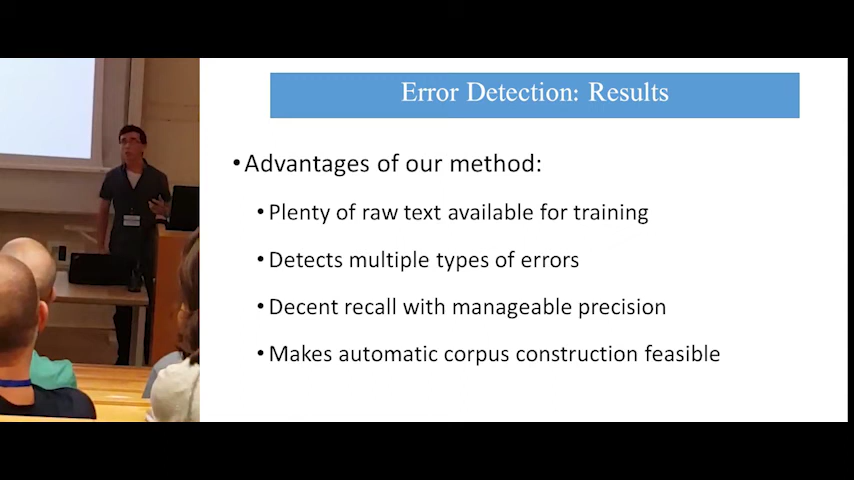 Error Detection: Results
•Advantages of our method:
•Plenty of raw text available for training
•Detects multiple types of errors
•Decent recall with manageable precision
•Makes automatic corpus construction feasible